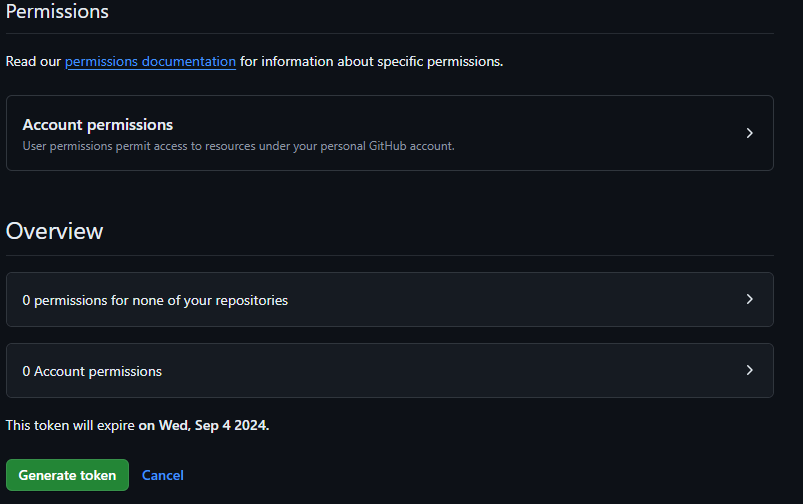 Permissions
Read our permissions documentation for information about specific permissions.
Account permissions
User permissions permit access to resources under your personal GitHub account.
Overview
0 permissions for none of your repositories
0 Account permissions
This token will expire on Wed, Sep 4 2024.
Generate token Cancel